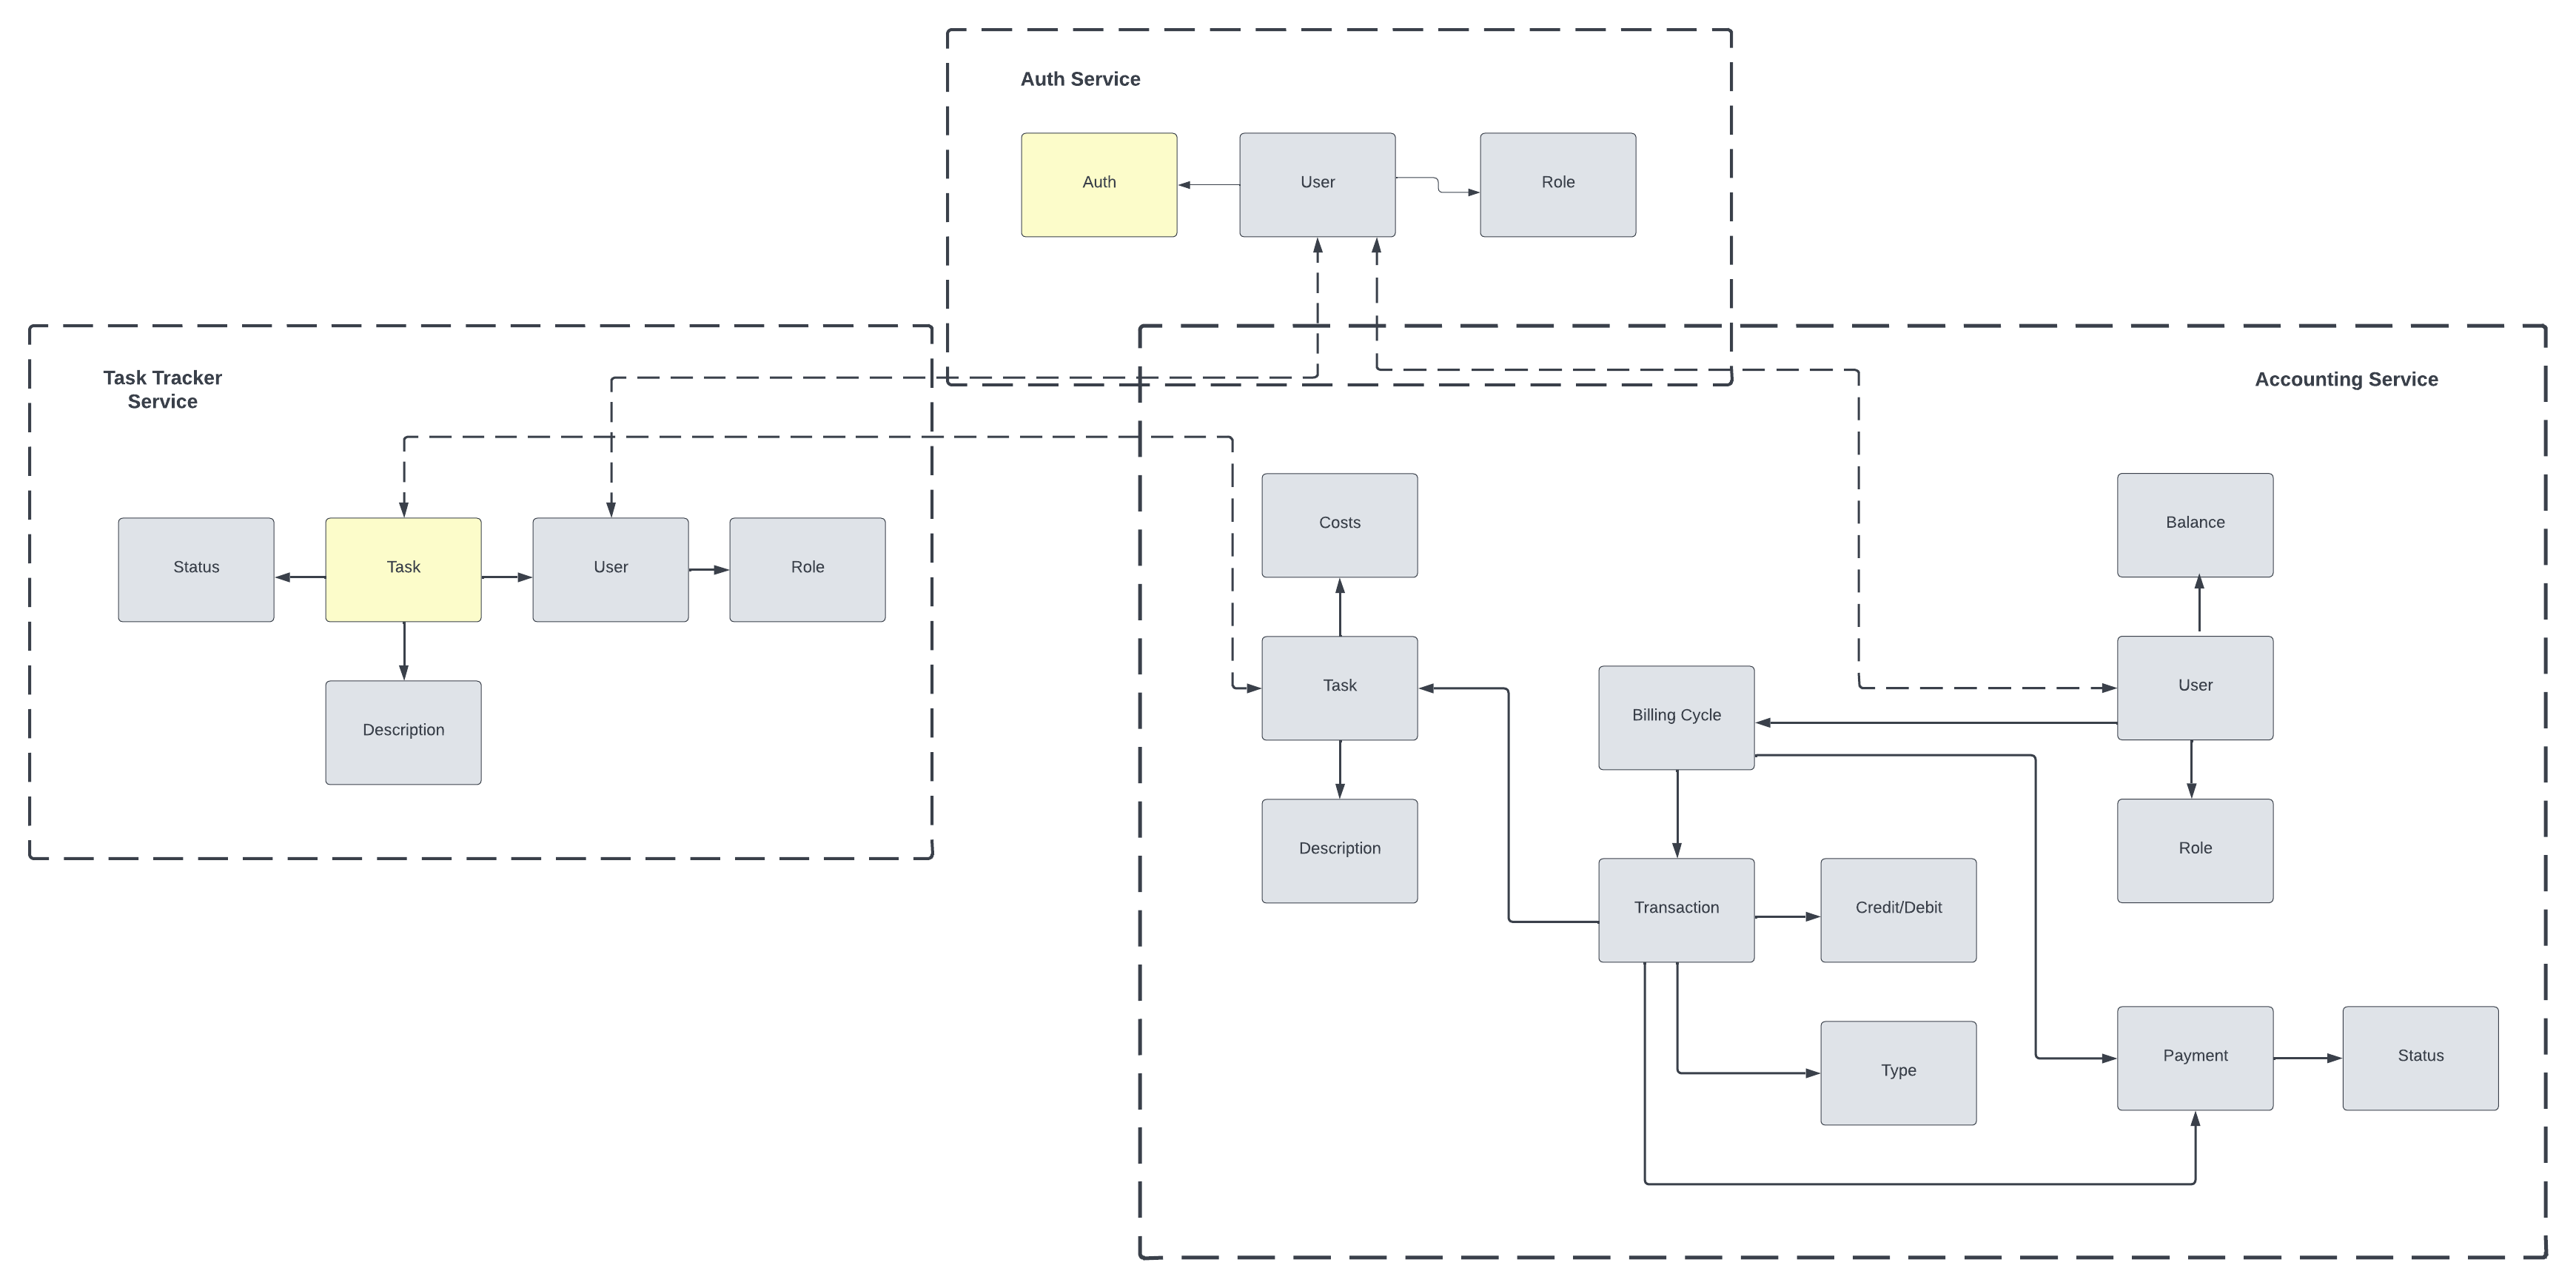 Auth Service
Auth
User
Role
Task Tracker
Service
Status
Task
User
Role
Description
Accounting Service
Costs
Balance
Task
Billing Cycle
User
Description
Role
Transaction
Credit/Debit
Type
Payment
Status